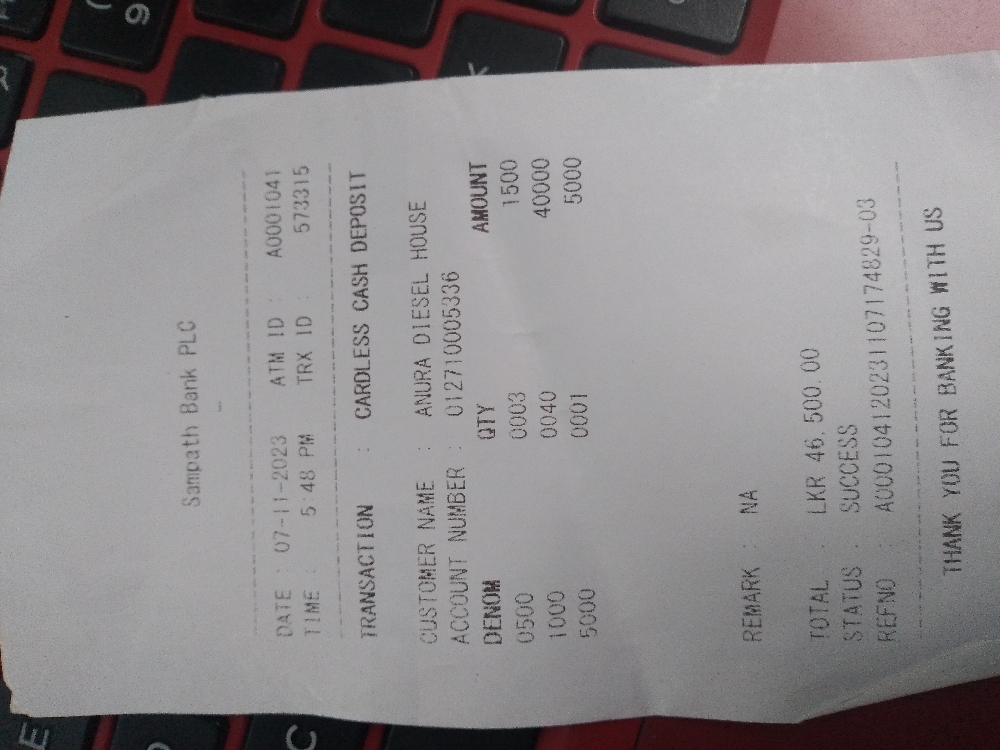 Sampath Bank PLC
DATE : 07-11-2023 ATM ID : A0001041
TIME : 5:48 PM TRX ID : 573315
TRANSACTION : CARDLESS CASH DEPOSIT
CUSTOMER NAME : ANURA DIESEL HOUSE
ACCOUNT NUMBER : 012710005336
DENOM QTY AMOUNT
0500 0003 1500
1000 0040 40000
5000 0001 5000
REMARK : NA
TOTAL : LKR 46,500.00
STATUS : SUCCESS
REFNO : A000104120231107174829-03
THANK YOU FOR BANKING WITH US